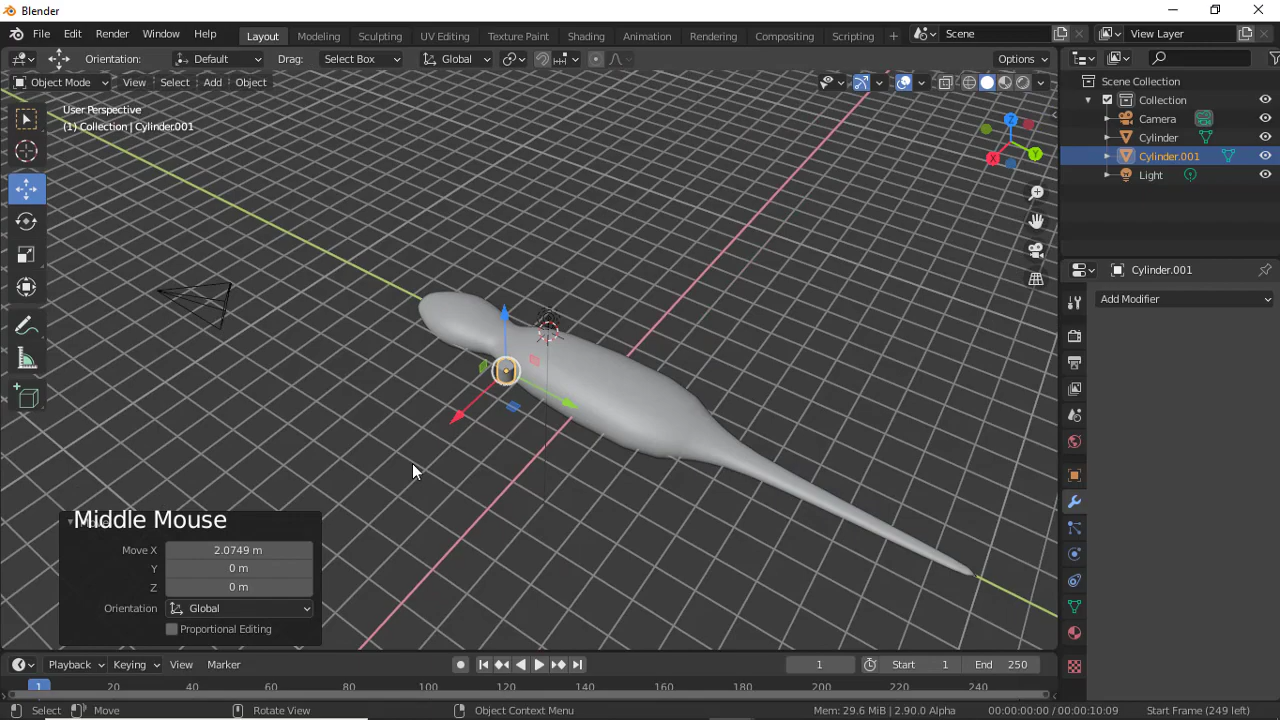 Blender
File Edit Render Window Help
Layout Modeling Sculpting UV Editing Texture Paint Shading Animation Rendering Compositing Scripting + Scene View Layer
Orientation: Default Drag: Select Box Global Options
Object Mode View Select Add Object
User Perspective
(1) Collection | Cylinder.001
Z
Y
X
Scene Collection
Collection
Camera
Cylinder
Cylinder.001
Light
Cylinder.001
Add Modifier
Middle Mouse
Move X 2.0749 m
Y 0 m
Z 0 m
Orientation Global
Proportional Editing
Playback Keying View Marker 1 Start 1 End 250
1 20 40 60 80 100 120 140 160 180 200 220 240
Select Move Rotate View Object Context Menu Mem: 29.6 MiB | 2.90.0 Alpha 00:00:00:00 / 00:00:10:09 Start Frame (249 left)